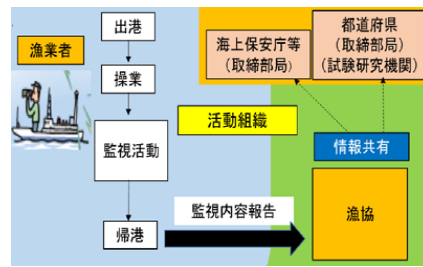 漁業者
出港
操業
監視活動
帰港
監視内容報告
活動組織
海上保安庁等
(取締部局)
都道府県
(取締部局)
(試験研究機関)
情報共有
漁協